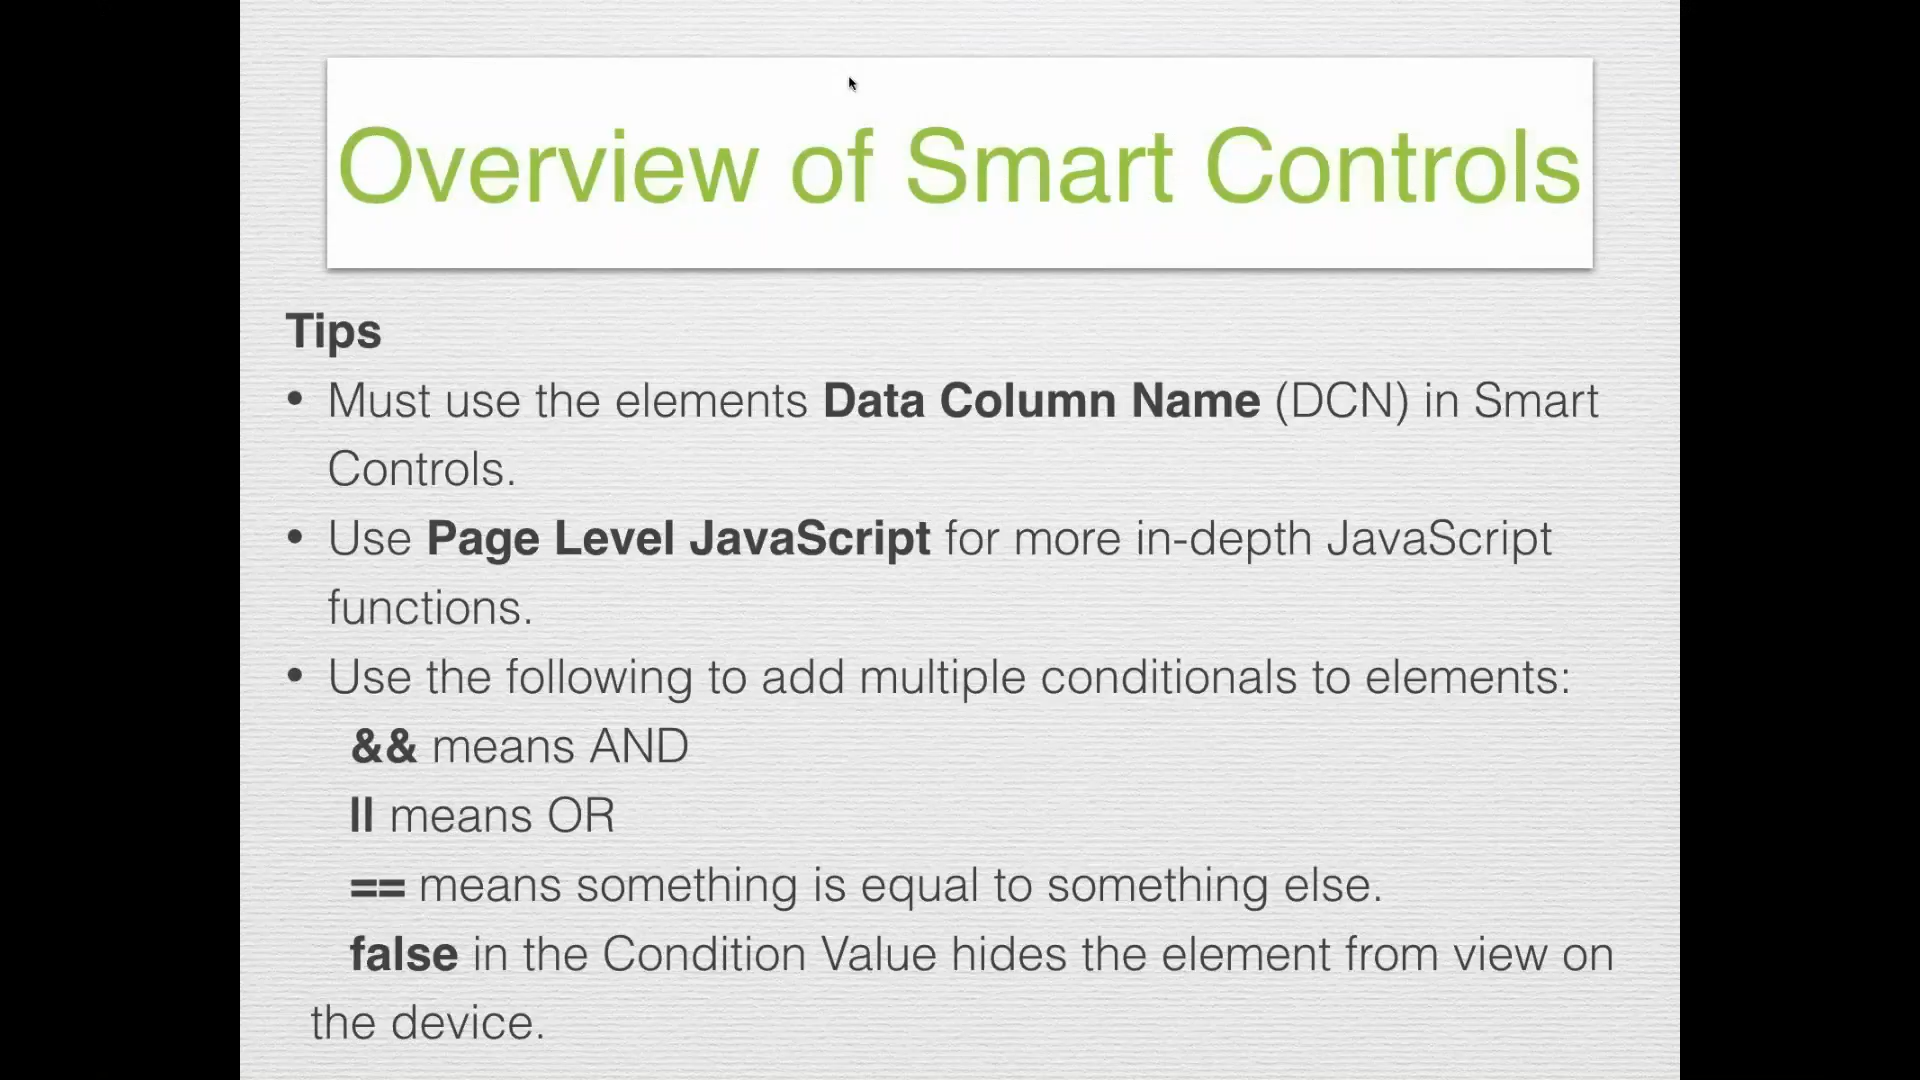 Overview of Smart Controls
Tips
• Must use the elements Data Column Name (DCN) in Smart
Controls.
• Use Page Level JavaScript for more in-depth JavaScript
functions.
• Use the following to add multiple conditionals to elements:
&& means AND
|| means OR
== means something is equal to something else.
false in the Condition Value hides the element from view on
the device.